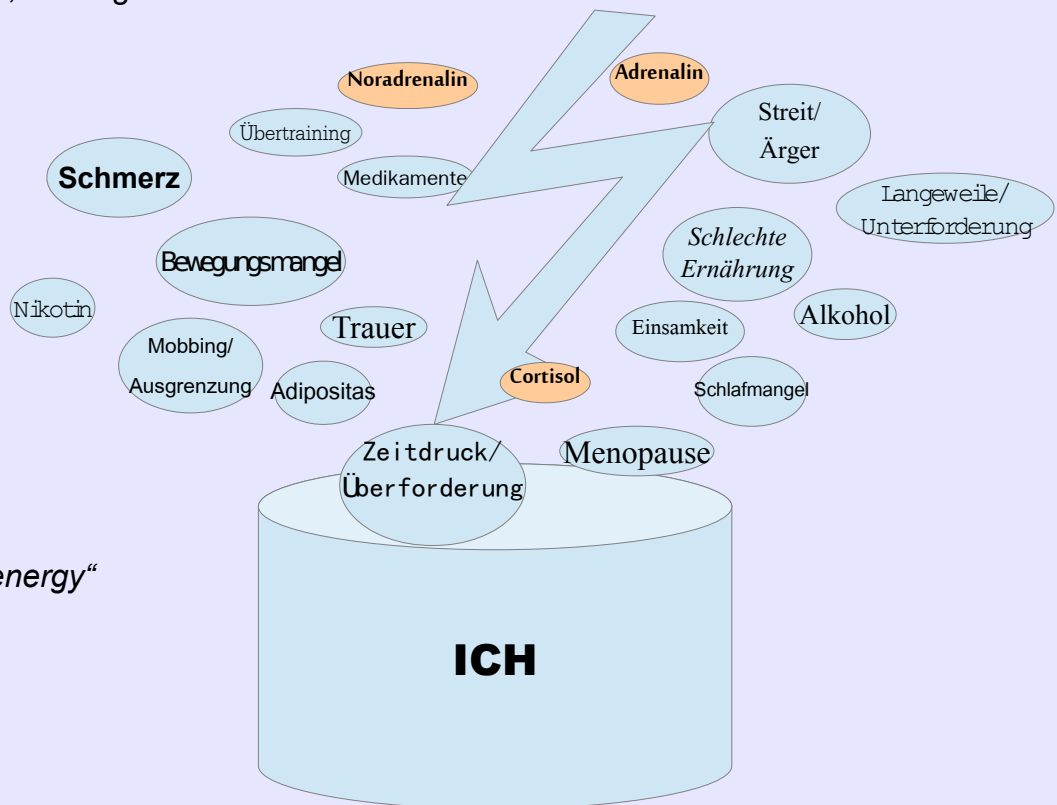 Noradrenalin
Adrenalin
Streit/
Ärger
Übertraining
Schmerz
Medikamente
Langeweile/
Unterforderung
Schlechte
Ernährung
Bewegungsmangel
Nikotin
Trauer
Einsamkeit
Alkohol
Mobbing/
Ausgrenzung
Adipositas
Cortisol
Schlafmangel
Zeitdruck/
Überforderung
Menopause
energy“
ICH